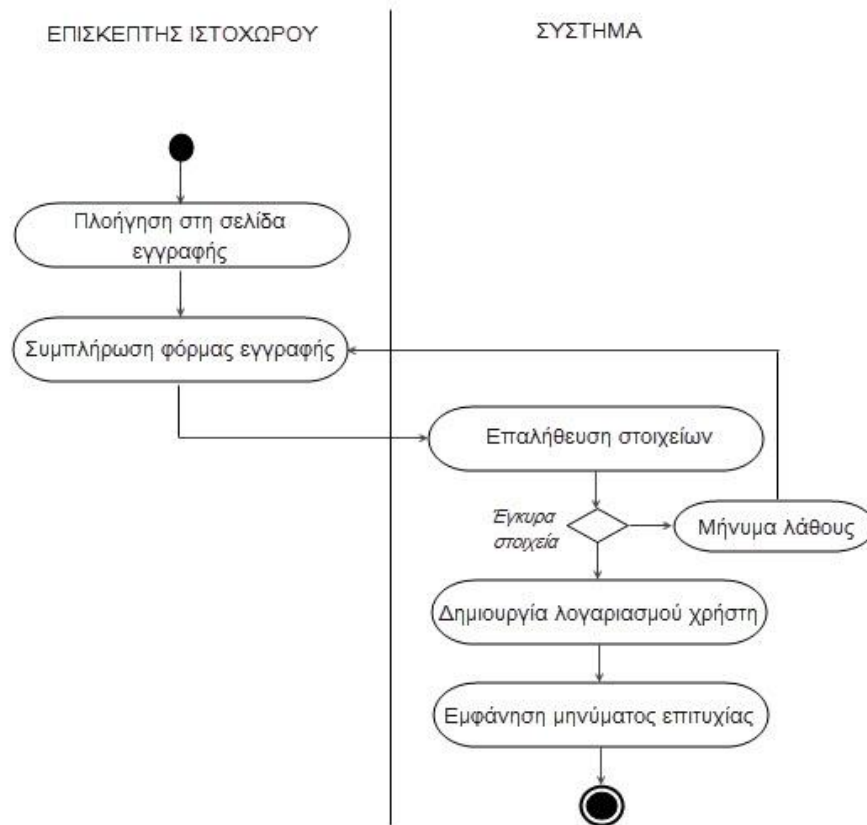 ΕΠΙΣΚΕΠΤΗΣ ΙΣΤΟΧΩΡΟΥ
ΣΥΣΤΗΜΑ
Πλοήγηση στη σελίδα
εγγραφής
Συμπλήρωση φόρμας εγγραφής
Επαλήθευση στοιχείων
Έγκυρα
στοιχεία
Μήνυμα λάθους
Δημιουργία λογαριασμού χρήστη
Εμφάνηση μηνύματος επιτυχίας